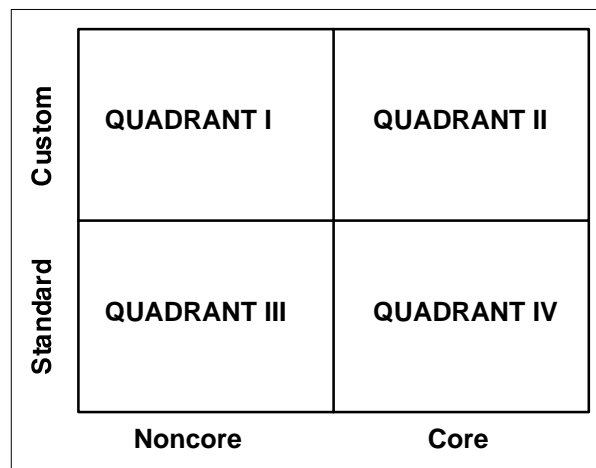 Custom
QUADRANT I
QUADRANT II
Standard
QUADRANT III
QUADRANT IV
Noncore
Core